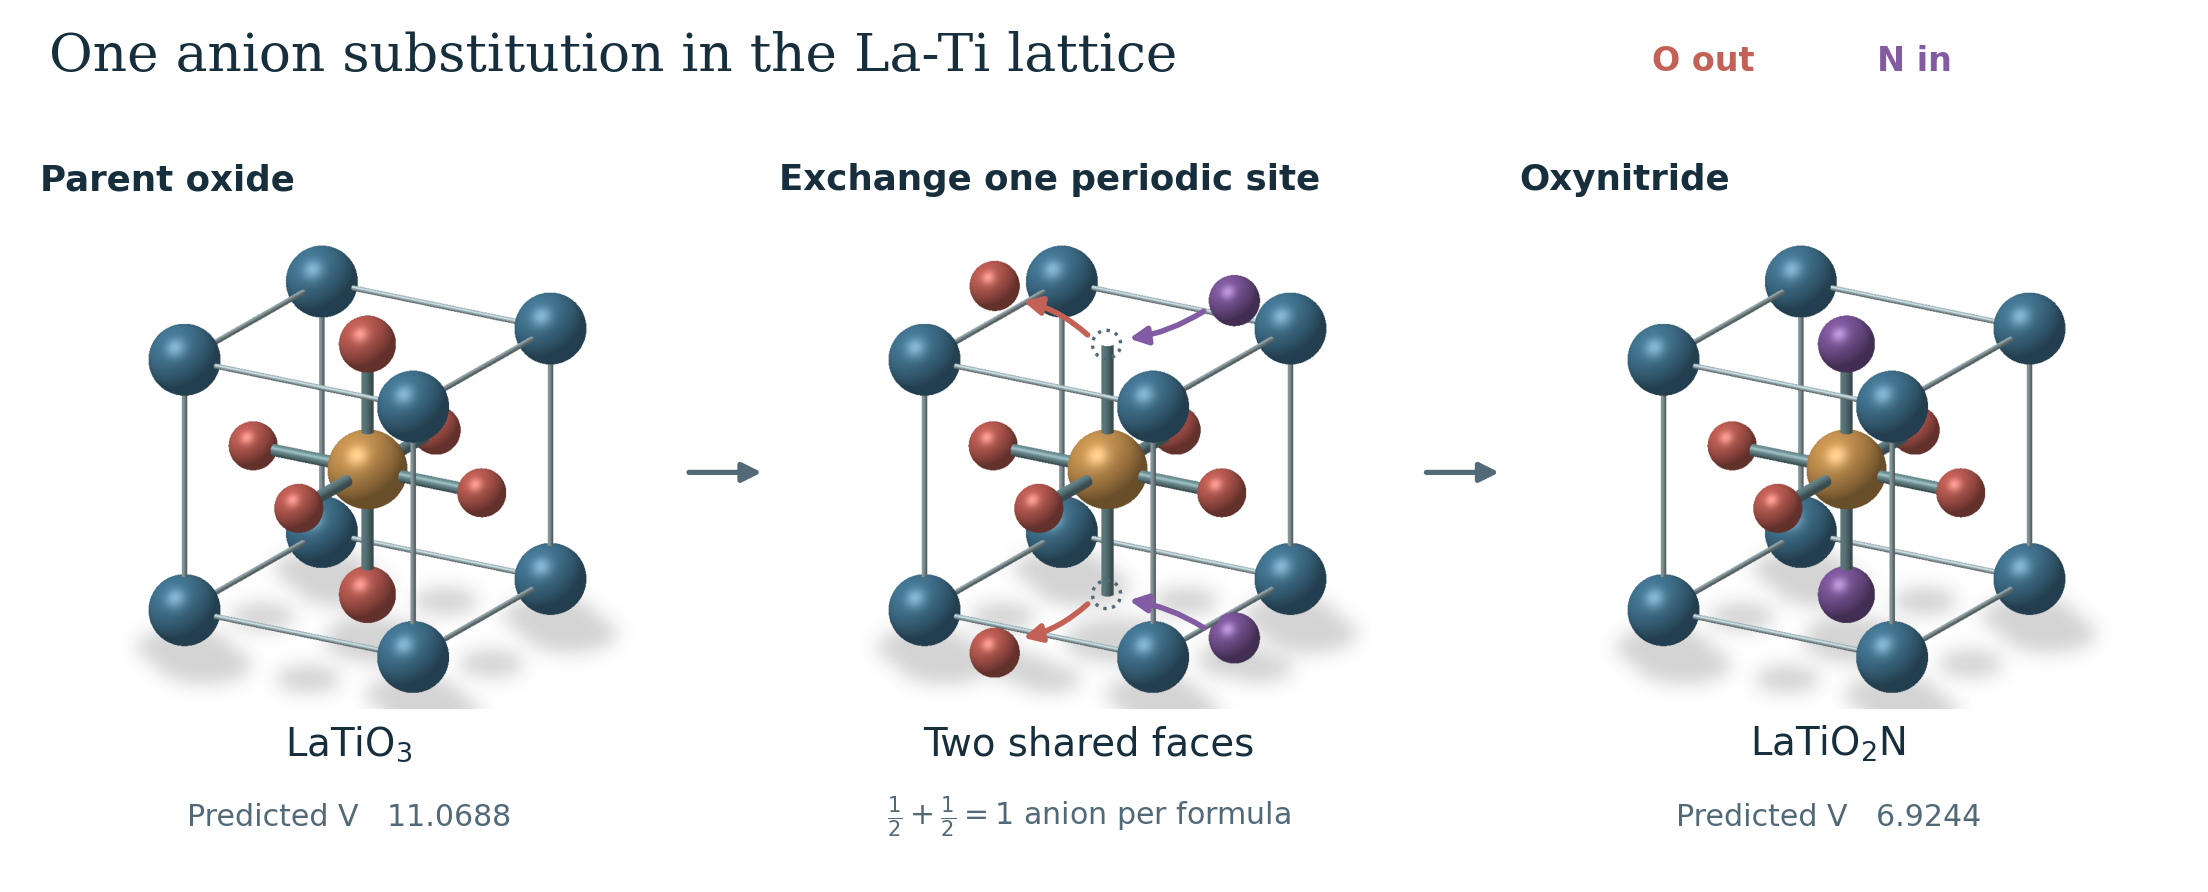 One anion substitution in the La-Ti lattice
O out
N in
Parent oxide
Exchange one periodic site
Oxynitride
LaTiO₃
Two shared faces
LaTiO₂N
Predicted V 11.0688
½ + ½ = 1 anion per formula
Predicted V 6.9244